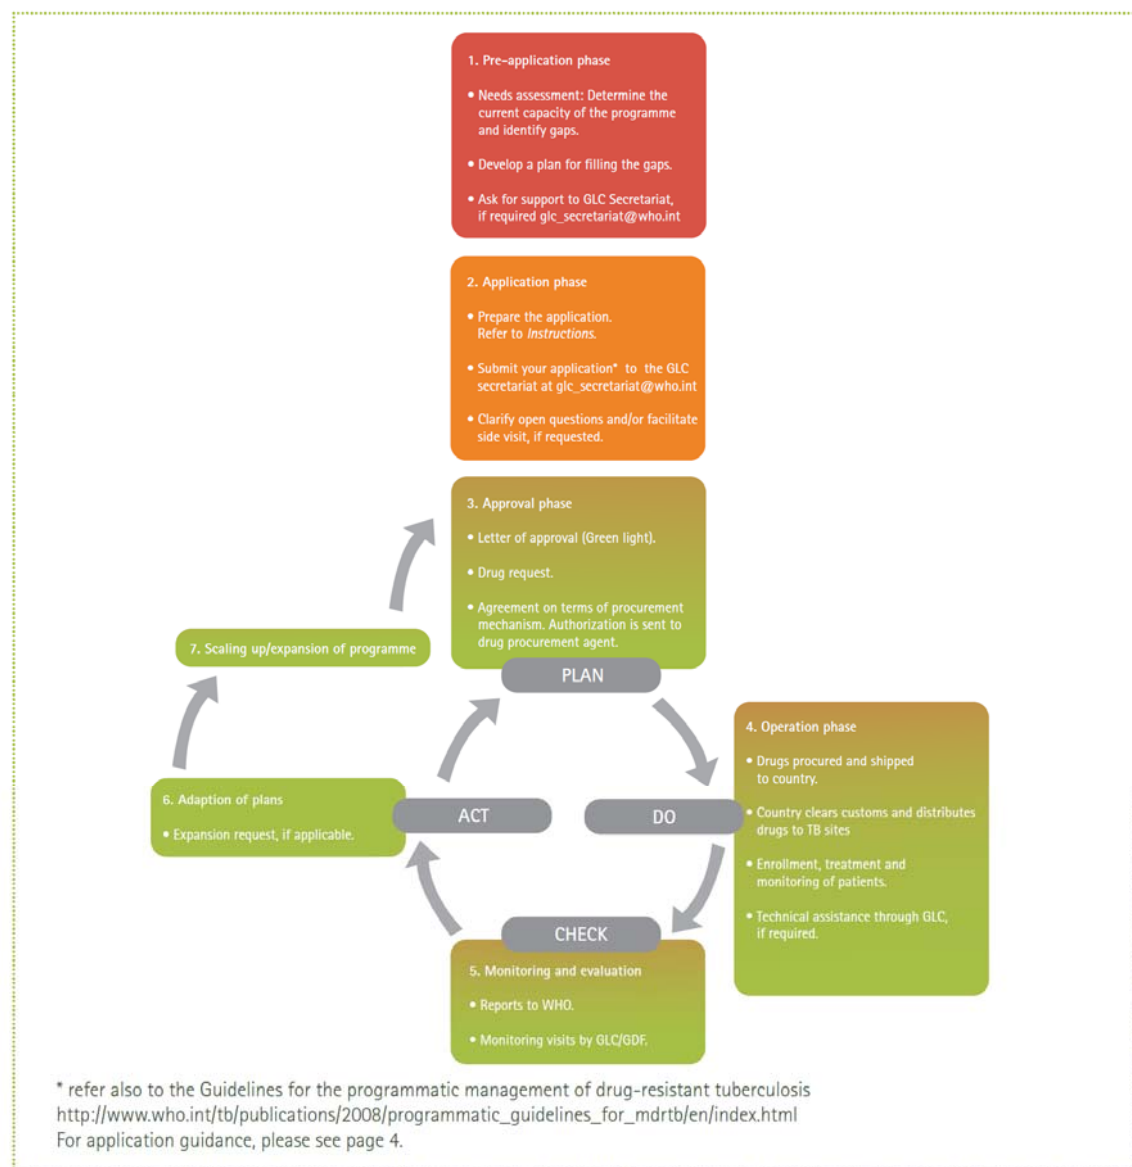 1. Pre-application phase
• Needs assessment: Determine the
current capacity of the programme
and identify gaps.
• Develop a plan for filling the gaps.
• Ask for support to GLC Secretariat,
if required glc_secretariat@who.int
2. Application phase
• Prepare the application.
Refer to Instructions.
• Submit your application* to the GLC
secretariat at glc_secretariat@who.int
• Clarify open questions and/or facilitate
side visit, if requested.
3. Approval phase
• Letter of approval (Green light).
• Drug request.
• Agreement on terms of procurement
mechanism. Authorization is sent to
drug procurement agent.
PLAN
4. Operation phase
• Drugs procured and shipped
to country.
• Country clears customs and distributes
drugs to TB sites
• Enrollment, treatment and
monitoring of patients.
• Technical assistance through GLC,
if required.
DO
CHECK
5. Monitoring and evaluation
• Reports to WHO.
• Monitoring visits by GLC/GDF.
ACT
6. Adaption of plans
• Expansion request, if applicable.
7. Scaling up/expansion of programme
* refer also to the Guidelines for the programmatic management of drug-resistant tuberculosis
http://www.who.int/tb/publications/2008/programmatic_guidelines_for_mdrtb/en/index.html
For application guidance, please see page 4.